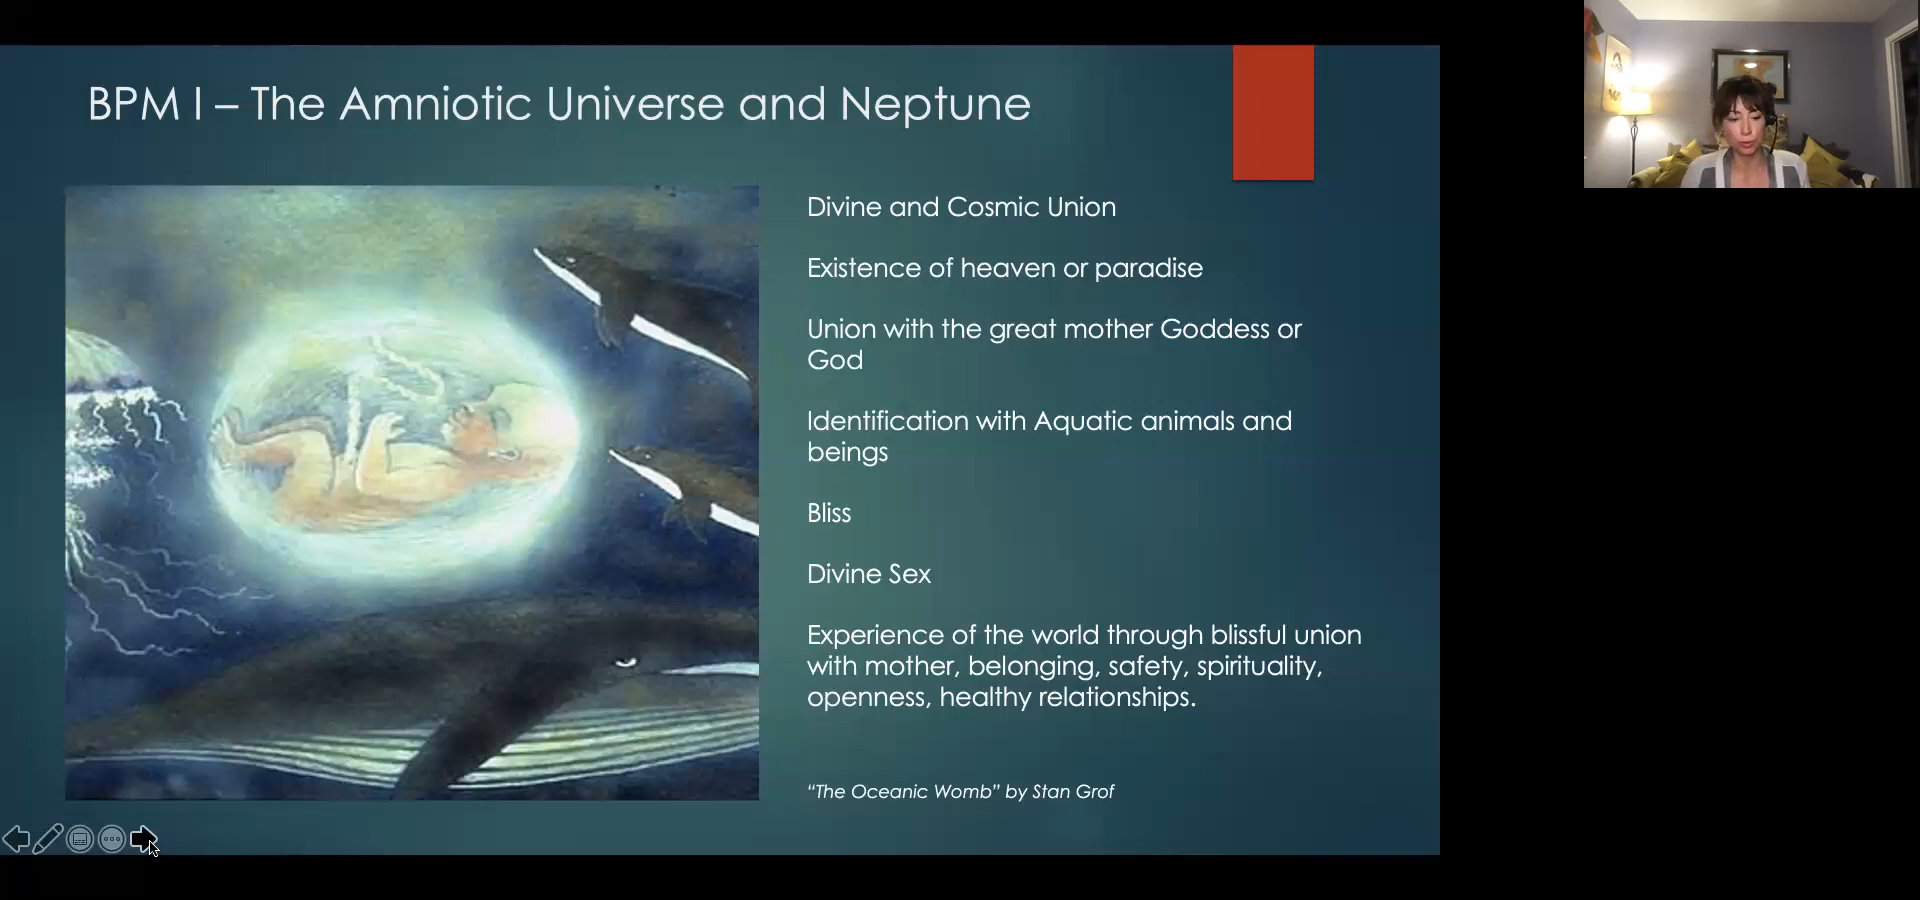 BPM I – The Amniotic Universe and Neptune
Divine and Cosmic Union
Existence of heaven or paradise
Union with the great mother Goddess or
God
Identification with Aquatic animals and
beings
Bliss
Divine Sex
Experience of the world through blissful union
with mother, belonging, safety, spirituality,
openness, healthy relationships.
“The Oceanic Womb” by Stan Grof